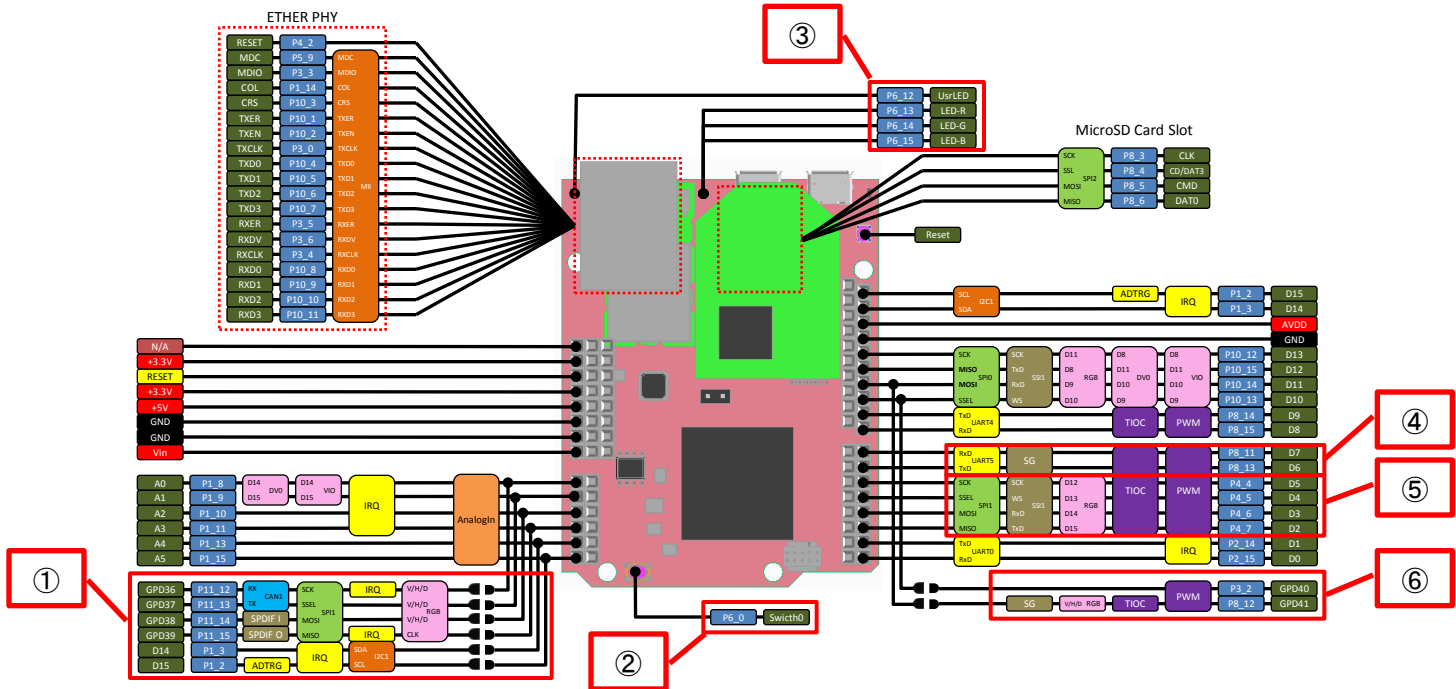 ETHER PHY
RESET P4_2
MDC P5_9 MDC
MDIO P3_3 MDIO
COL P1_14 COL
CRS P10_3 CRS
TXER P10_1 TXER
TXEN P10_2 TXEN
TXCLK P3_0 TXCLK
TXD0 P10_4 TXD0
TXD1 P10_5 TXD1
MII
TXD2 P10_6 TXD2
TXD3 P10_7 TXD3
RXER P3_5 RXER
RXDV P3_6 RXDV
RXCLK P3_4 RXCLK
RXD0 P10_8 RXD0
RXD1 P10_9 RXD1
RXD2 P10_10 RXD2
RXD3 P10_11 RXD3
③
P6_12 UsrLED
P6_13 LED-R
P6_14 LED-G
P6_15 LED-B
MicroSD Card Slot
SCK P8_3 CLK
SSL P8_4 CD/DAT3
SPI2
MOSI P8_5 CMD
MISO P8_6 DAT0
Reset
N/A
+3.3V
RESET
+3.3V
+5V
GND
GND
Vin
SCL I2C1 ADTRG IRQ P1_2 D15
SDA P1_3 D14
AVDD
GND
SCK SCK D11 D8 D8 P10_12 D13
MISO TxD D8 D11 D11 P10_15 D12
SPI0 SSI1 RGB DV0 VIO
MOSI RxD D9 D10 D10 P10_14 D11
SSEL WS D10 D9 D9 P10_13 D10
TxD UART4 TIOC PWM P8_14 D9
RxD P8_15 D8
④
RxD UART5 SG P8_11 D7
TxD P8_13 D6
⑤
SCK SCK D12 TIOC PWM P4_4 D5
SSEL WS D13 P4_5 D4
SPI1 SSI1 RGB
MOSI RxD D14 P4_6 D3
MISO TxD D15 P4_7 D2
TxD UART0 IRQ P2_14 D1
RxD P2_15 D0
⑥
PWM P3_2 GPD40
SG V/H/D RGB TIOC P8_12 GPD41
A0 P1_8 D14 DV0 D14 VIO
A1 P1_9 D15 D15
IRQ AnalogIn
A2 P1_10
A3 P1_11
A4 P1_13
A5 P1_15
①
GPD36 P11_12 RX CAN1 SCK IRQ V/H/D
GPD37 P11_13 TX SSEL V/H/D
SPI1 RGB
GPD38 P11_14 SPDIF I MOSI V/H/D
GPD39 P11_15 SPDIF O MISO IRQ CLK
D14 P1_3 IRQ SDA I2C1
D15 P1_2 ADTRG SCL
P6_0 Swicth0
②